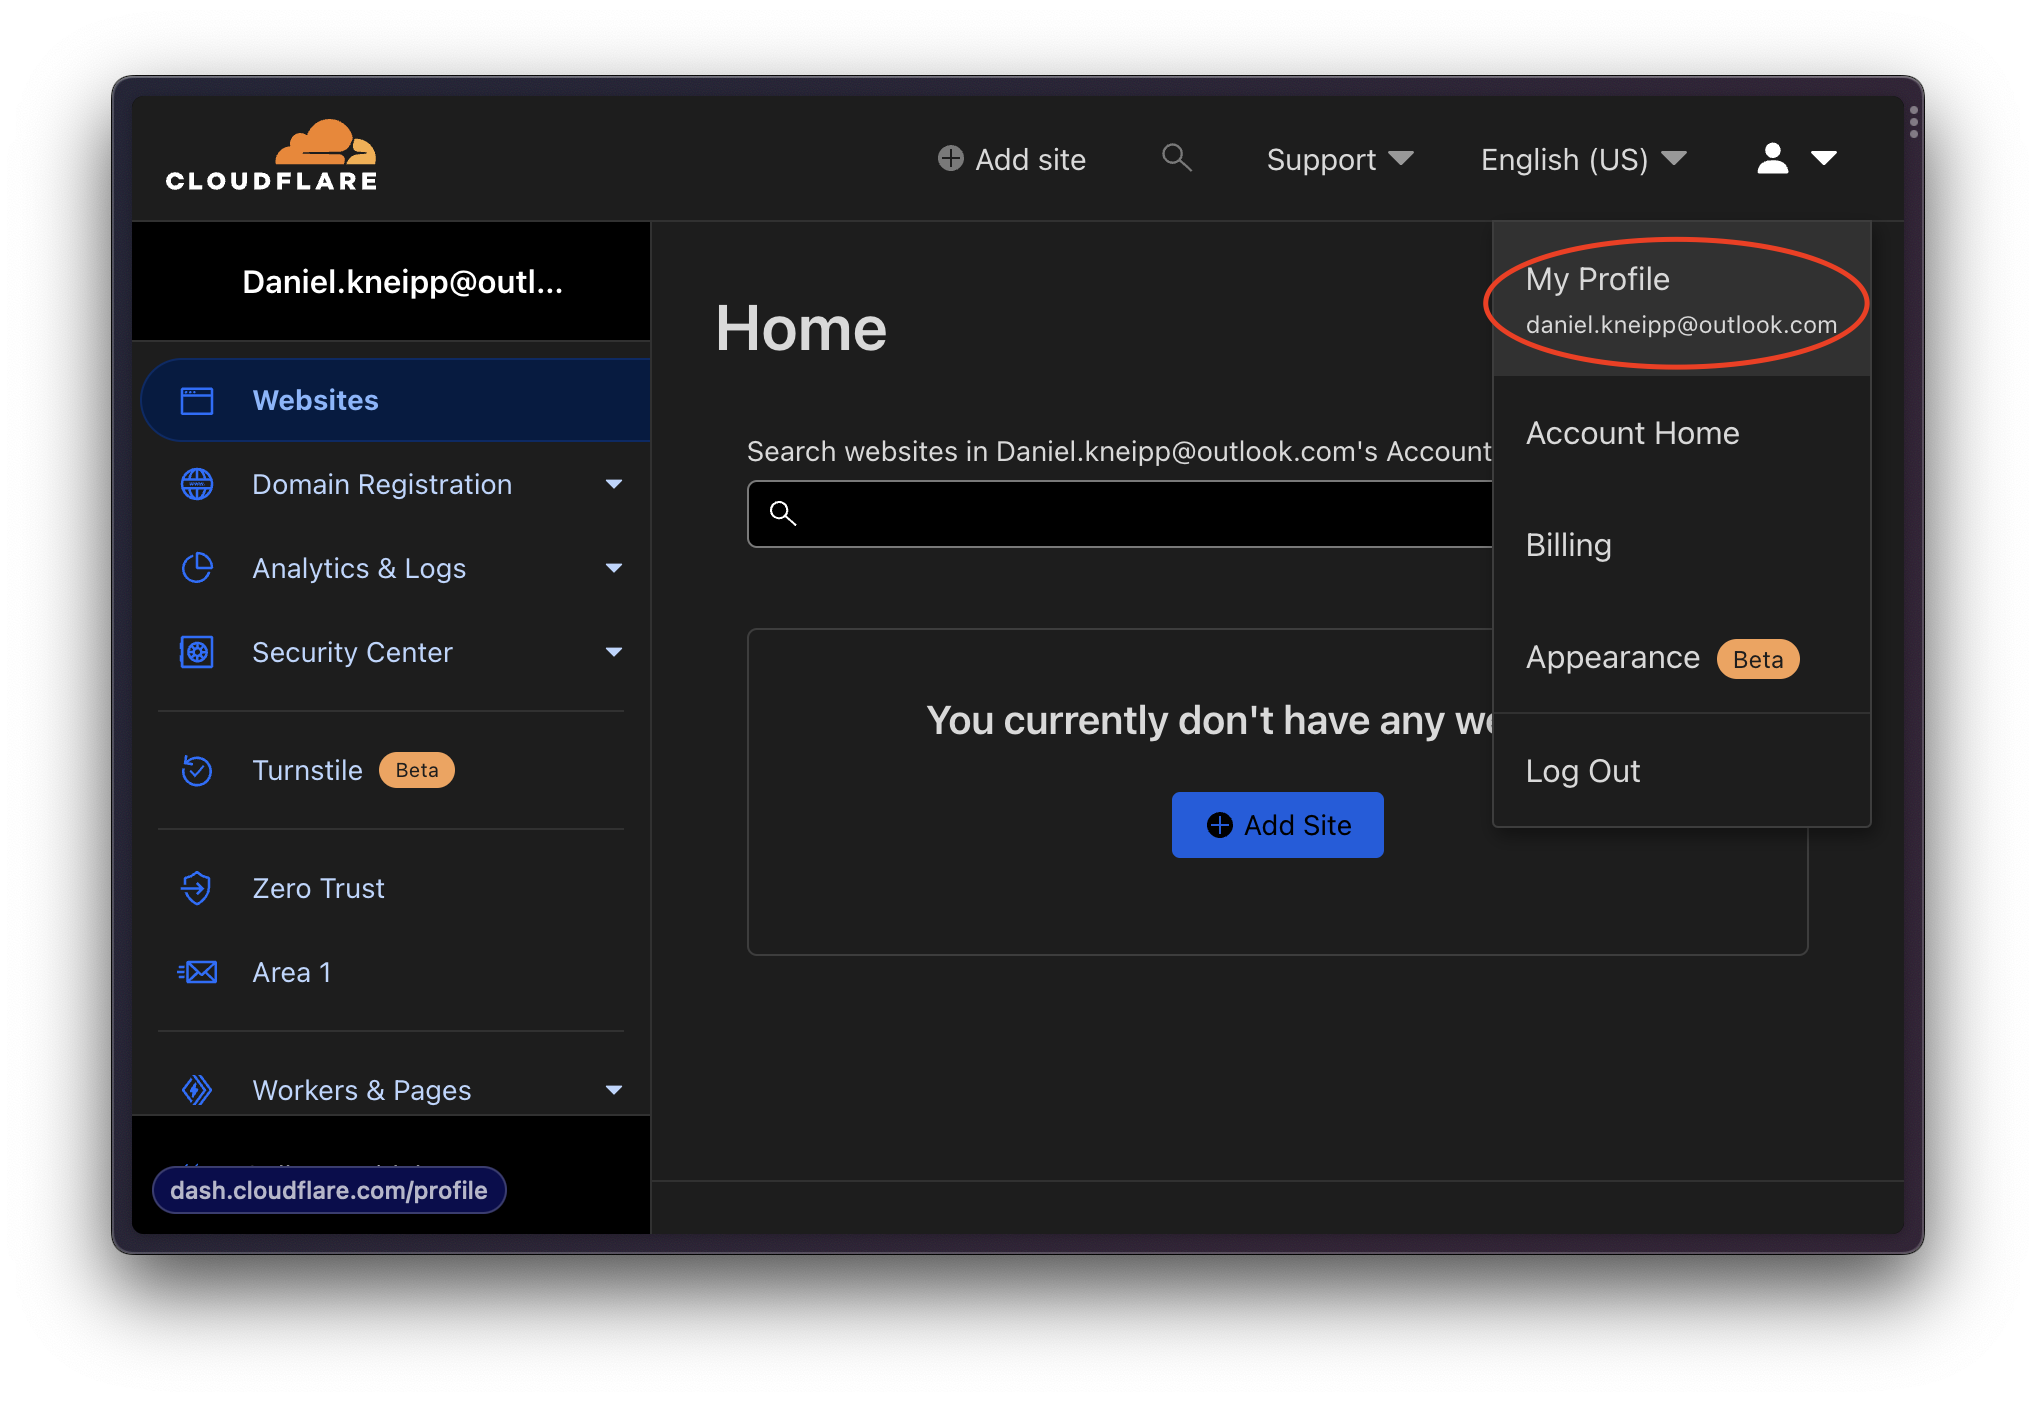 CLOUDFLARE
Add site
Support
English (US)
Daniel.kneipp@outl...
Websites
Domain Registration
Analytics & Logs
Security Center
Turnstile Beta
Zero Trust
Area 1
Workers & Pages
dash.cloudflare.com/profile
Home
Search websites in Daniel.kneipp@outlook.com's Account
You currently don't have any
Add Site
My Profile
daniel.kneipp@outlook.com
Account Home
Billing
Appearance Beta
Log Out